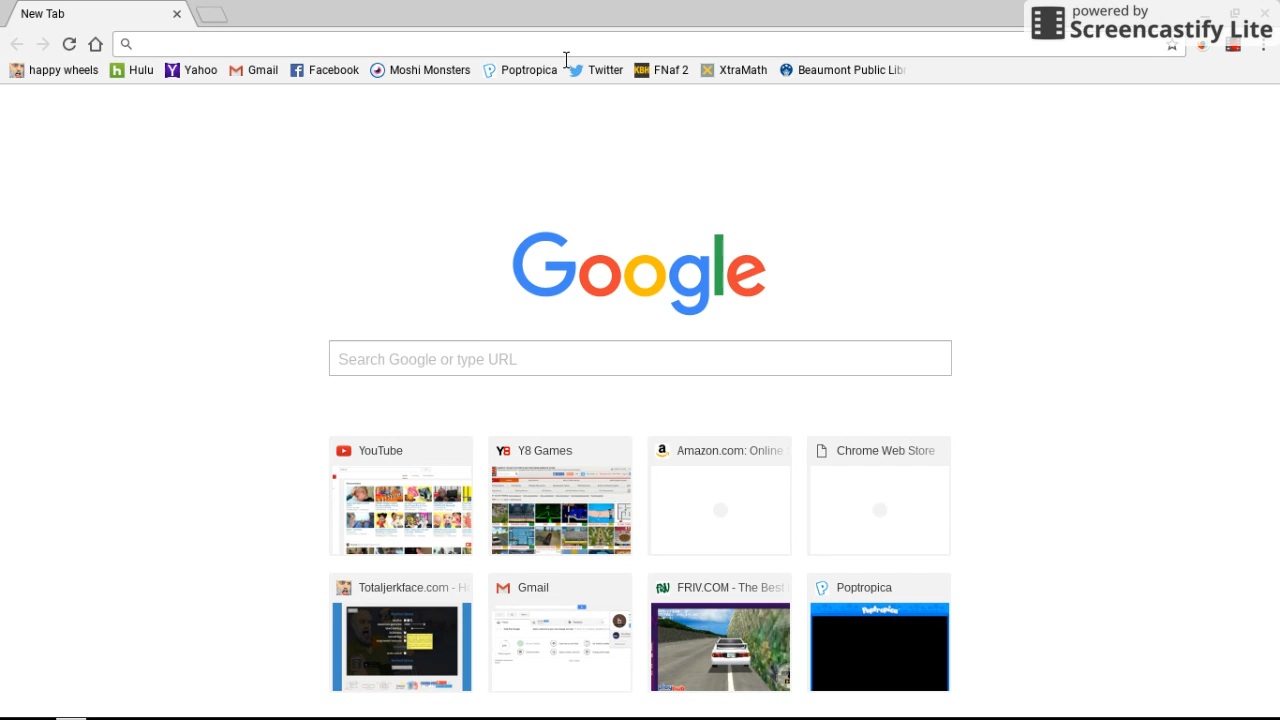 New Tab
powered by
Screencastify Lite
happy wheels
Hulu
Yahoo
Gmail
Facebook
Moshi Monsters
Poptropica
Twitter
KBH
FNaf 2
XtraMath
Beaumont Public Libr
Google
Search Google or type URL
YouTube
Y8 Games
Amazon.com: Online
Chrome Web Store
Totaljerkface.com - H
Gmail
FRIV.COM - The Best
Poptropica
Poptropica